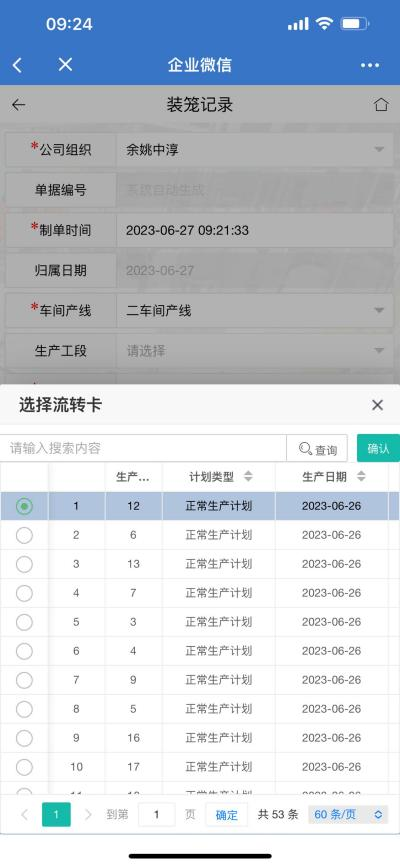 09:24
企业微信
装笼记录
*公司组织 余姚中淳
单据编号 系统自动生成
*制单时间 2023-06-27 09:21:33
归属日期 2023-06-27
*车间产线 二车间产线
生产工段 请选择
选择流转卡
请输入搜索内容 查询 确认
生产... 计划类型 生产日期
1 12 正常生产计划 2023-06-26
2 6 正常生产计划 2023-06-26
3 13 正常生产计划 2023-06-26
4 7 正常生产计划 2023-06-26
5 3 正常生产计划 2023-06-26
6 4 正常生产计划 2023-06-26
7 9 正常生产计划 2023-06-26
8 5 正常生产计划 2023-06-26
9 16 正常生产计划 2023-06-26
10 17 正常生产计划 2023-06-26
1 到第 1 页 确定 共 53 条 60 条/页